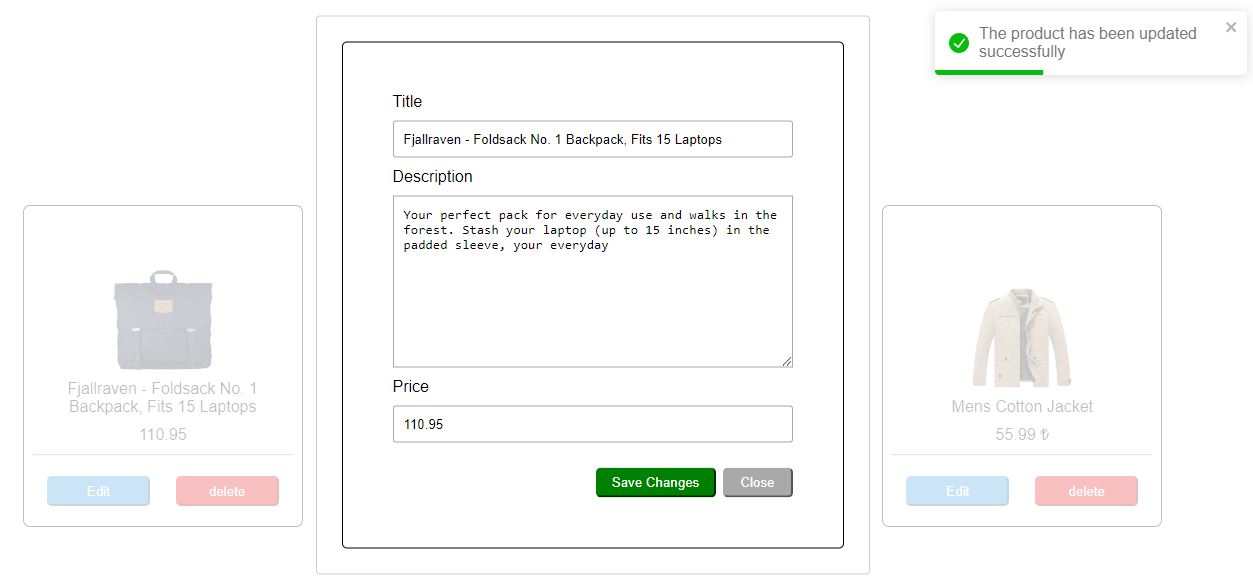 The product has been updated
successfully
Title
Fjallraven - Foldsack No. 1 Backpack, Fits 15 Laptops
Description
Your perfect pack for everyday use and walks in the
forest. Stash your laptop (up to 15 inches) in the
padded sleeve, your everyday
Price
110.95
Save Changes
Close
Fjallraven - Foldsack No. 1
Backpack, Fits 15 Laptops
110.95
Edit
delete
Mens Cotton Jacket
55.99 ₺
Edit
delete